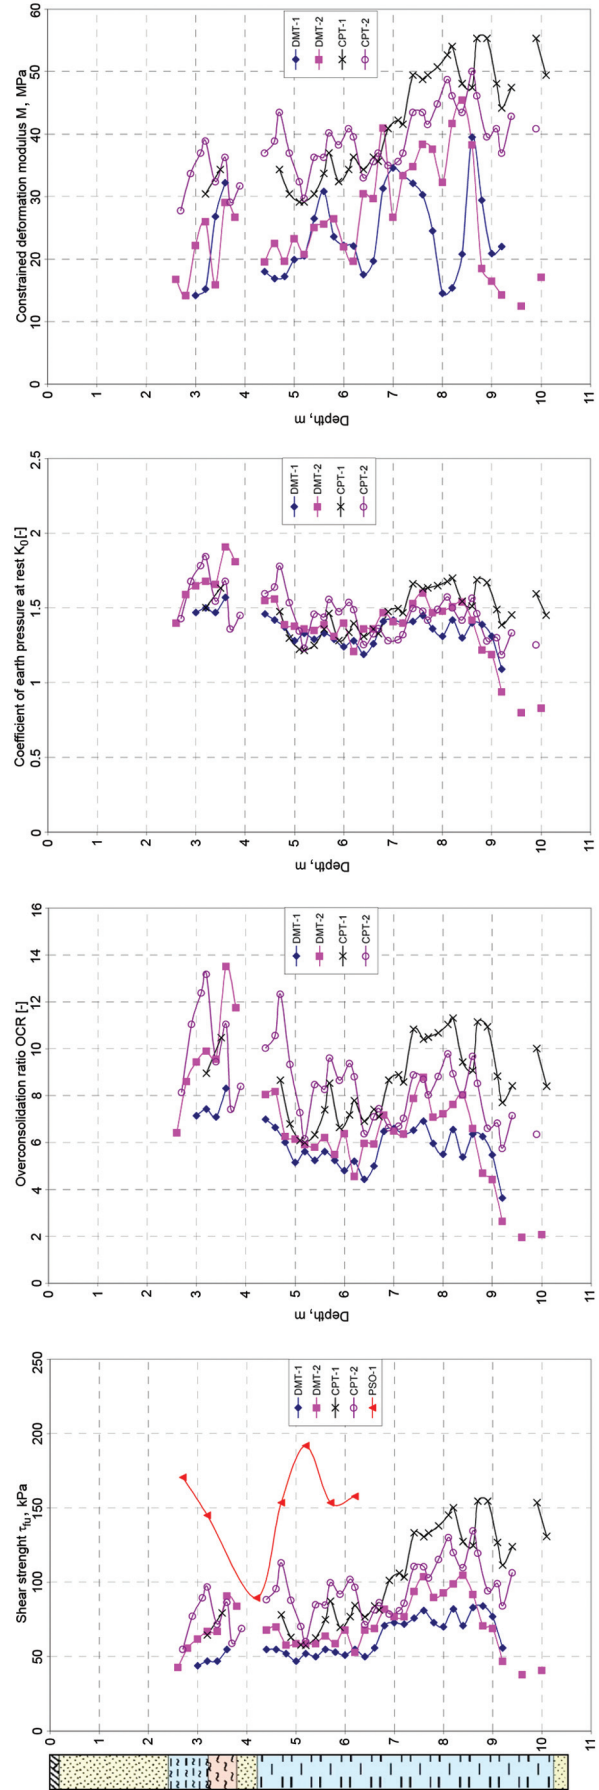 Shear strenght τfu, kPa
0 50 100 150 200 250
0
1
2
3
4
5
6
7
8
9
10
11
DMT-1
DMT-2
CPT-1
CPT-2
PSO-1
Overconsolidation ratio OCR [-]
0 2 4 6 8 10 12 14 16
Depth, m
0
1
2
3
4
5
6
7
8
9
10
11
DMT-1
DMT-2
CPT-1
CPT-2
Coefficient of earth pressure at rest K0 [-]
0 0.5 1 1.5 2 2.5
Depth, m
0
1
2
3
4
5
6
7
8
9
10
11
DMT-1
DMT-2
CPT-1
CPT-2
Constrained deformation modulus M, MPa
0 10 20 30 40 50 60
Depth, m
0
1
2
3
4
5
6
7
8
9
10
11
DMT-1
DMT-2
CPT-1
CPT-2